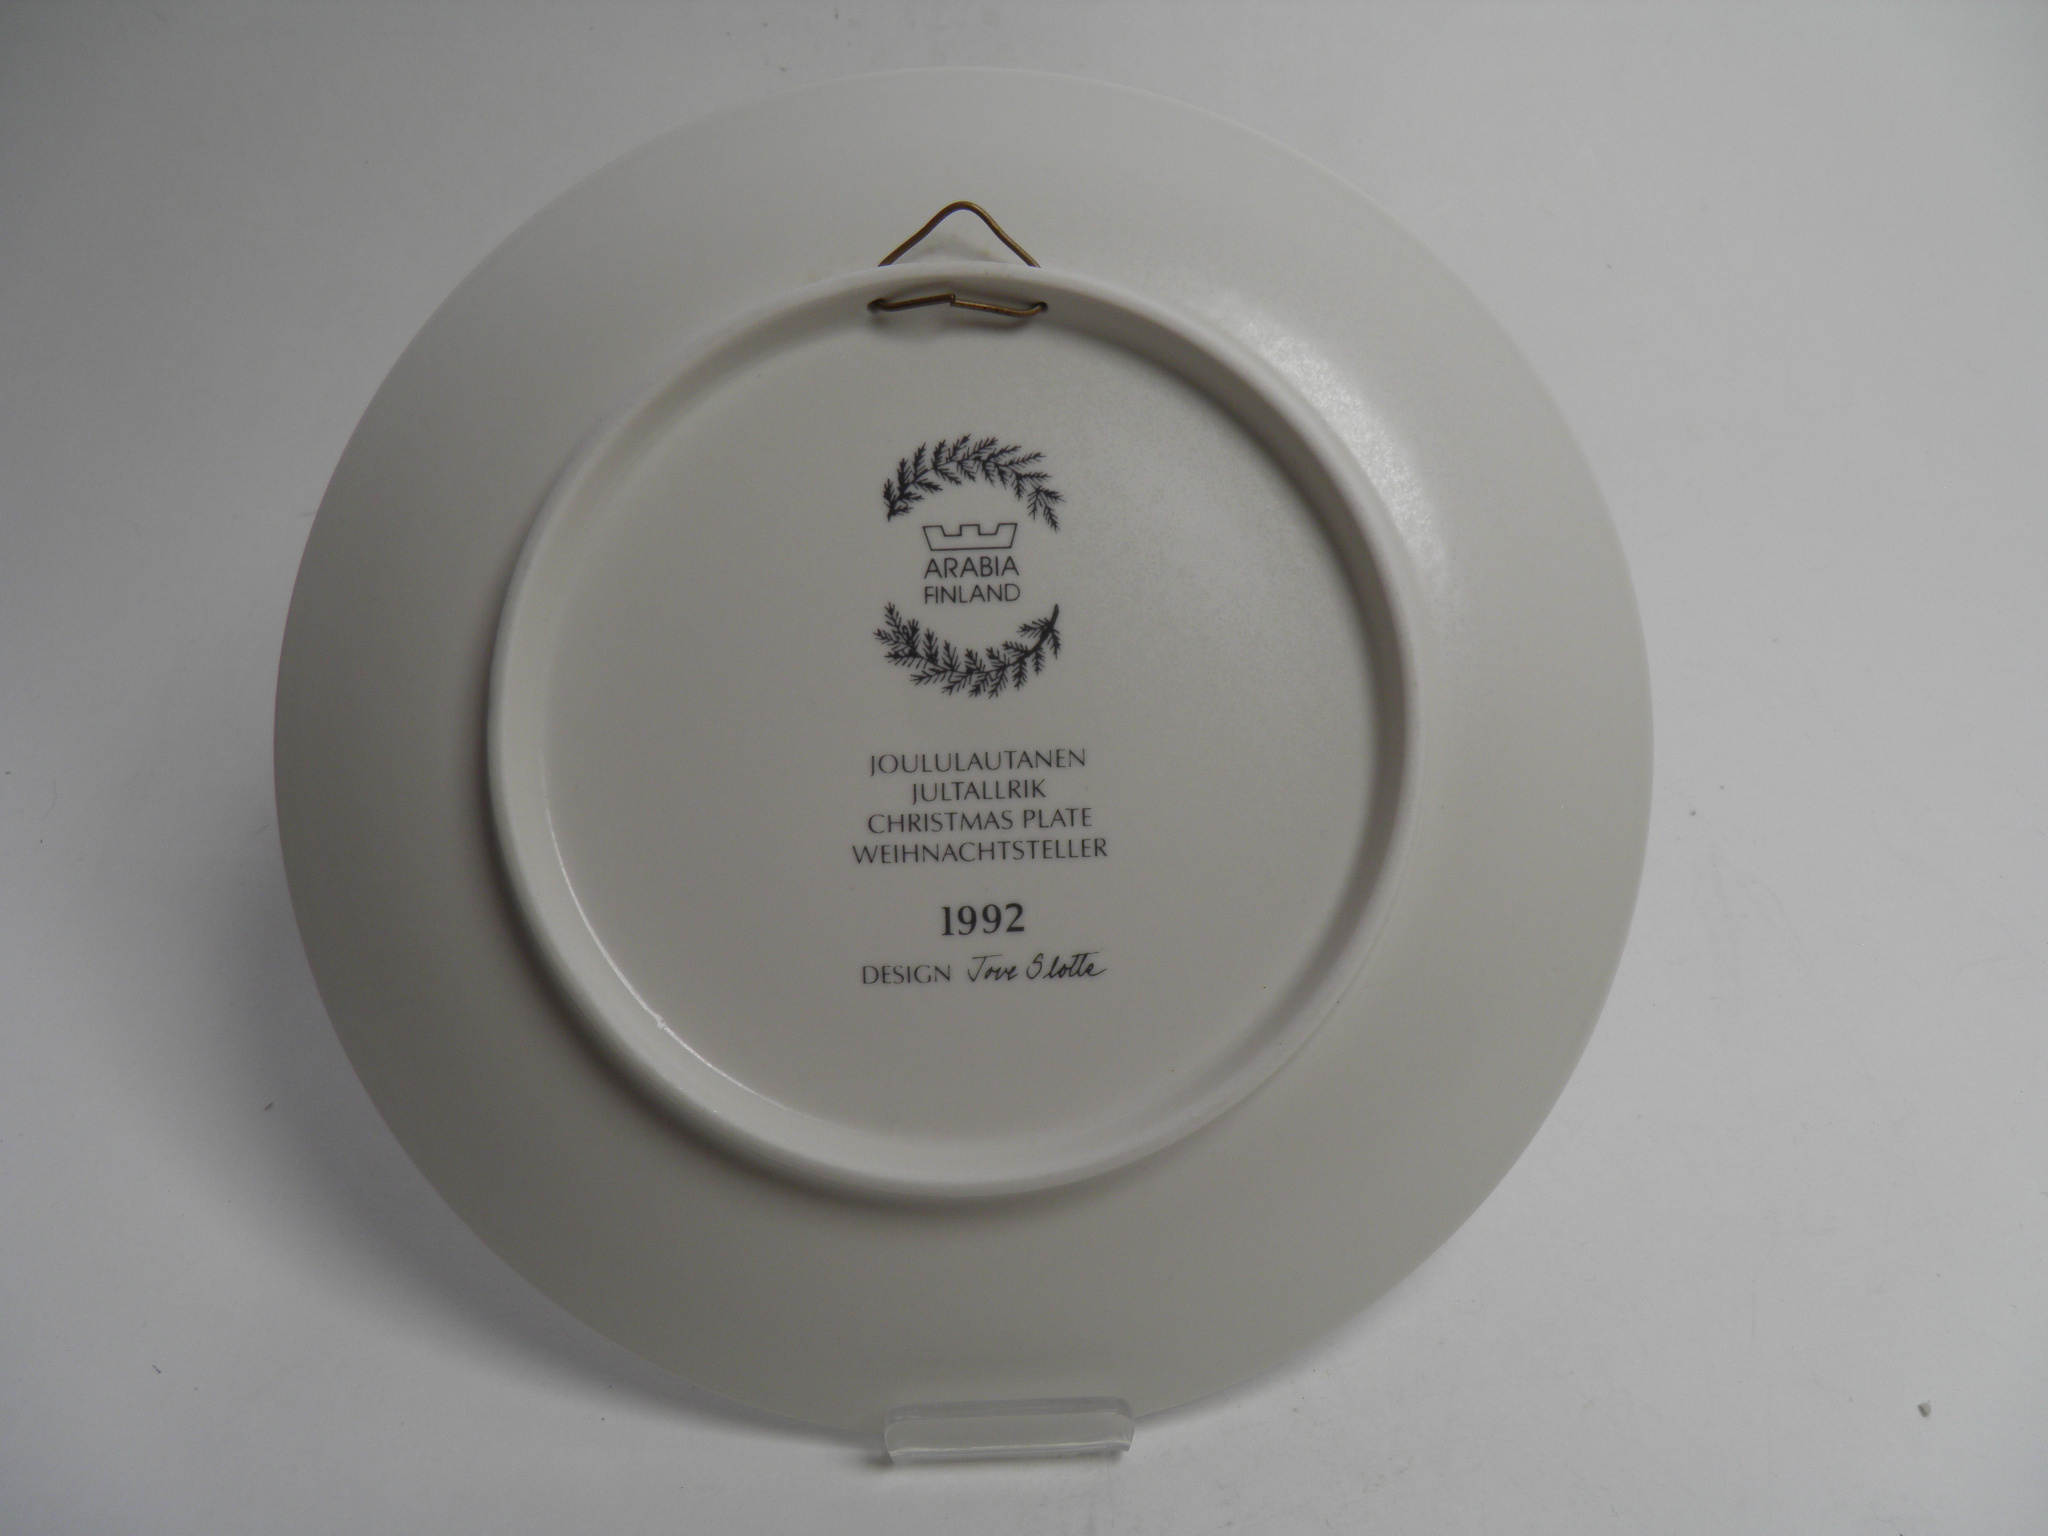 ARABIA
FINLAND
JOULULAUTANEN
JULTALLRIK
CHRISTMAS PLATE
WEIHNACHTSTELLER
1992
DESIGN Tove Slotte